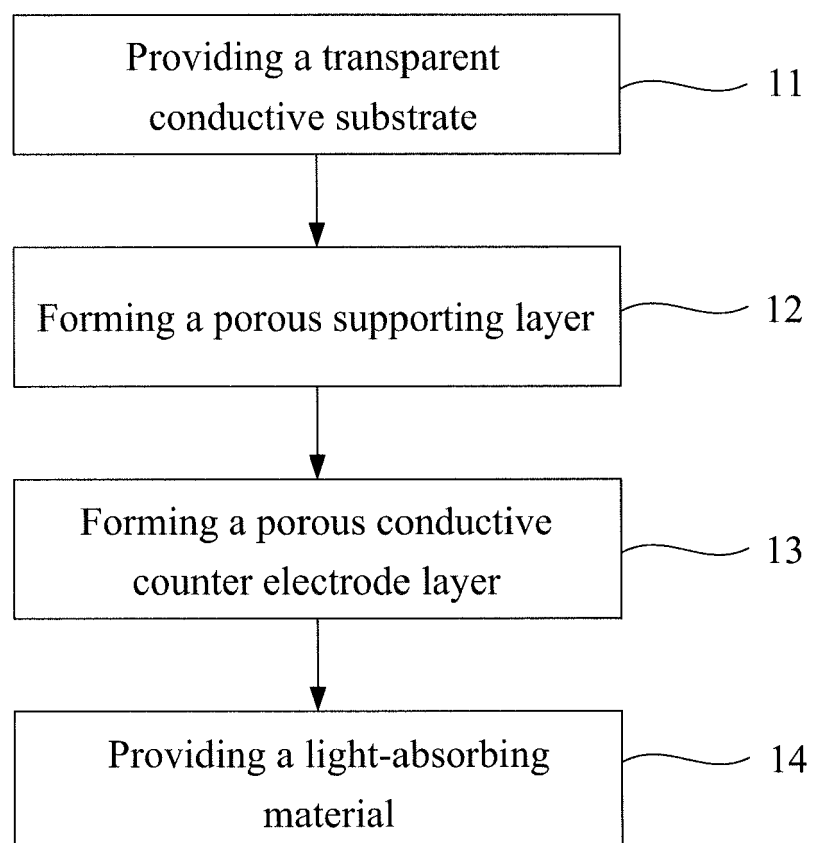 Providing a transparent
conductive substrate
11
Forming a porous supporting layer
12
Forming a porous conductive
counter electrode layer
13
Providing a light-absorbing
material
14